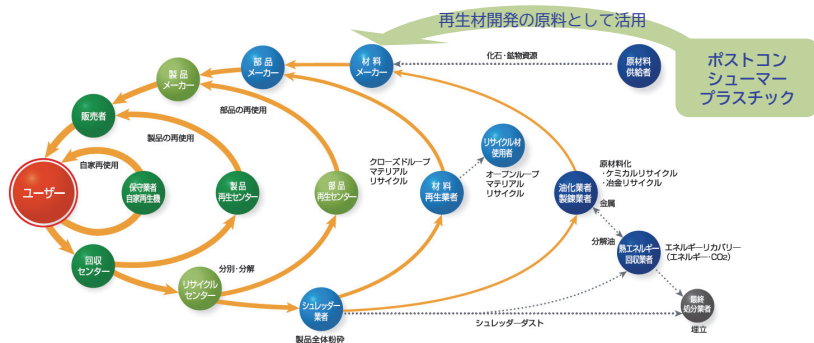 再生材開発の原料として活用
ポストコン
シューマー
プラスチック
部 品
メーカー
材 料
メーカー
化石・鉱物資源
原材料
供給者
製 品
メーカー
部品の再使用
販売者
製品の再使用
リサイクル材
使用者
自家再使用
クローズドループ
マテリアル
リサイクル
オープンループ
マテリアル
リサイクル
原材料化
・ケミカルリサイクル
・冶金リサイクル
ユーザー
保守業者
自家再生機
製 品
再生センター
部 品
再生センター
材 料
再生業者
油化業者
製錬業者
金属
分解油
熱エネルギー
回収業者
エネルギーリカバリー
（エネルギー・CO2）
回収
センター
分別・分解
リサイクル
センター
シュレッダー
業者
製品全体粉砕
シュレッダーダスト
最終
処分業者
埋立